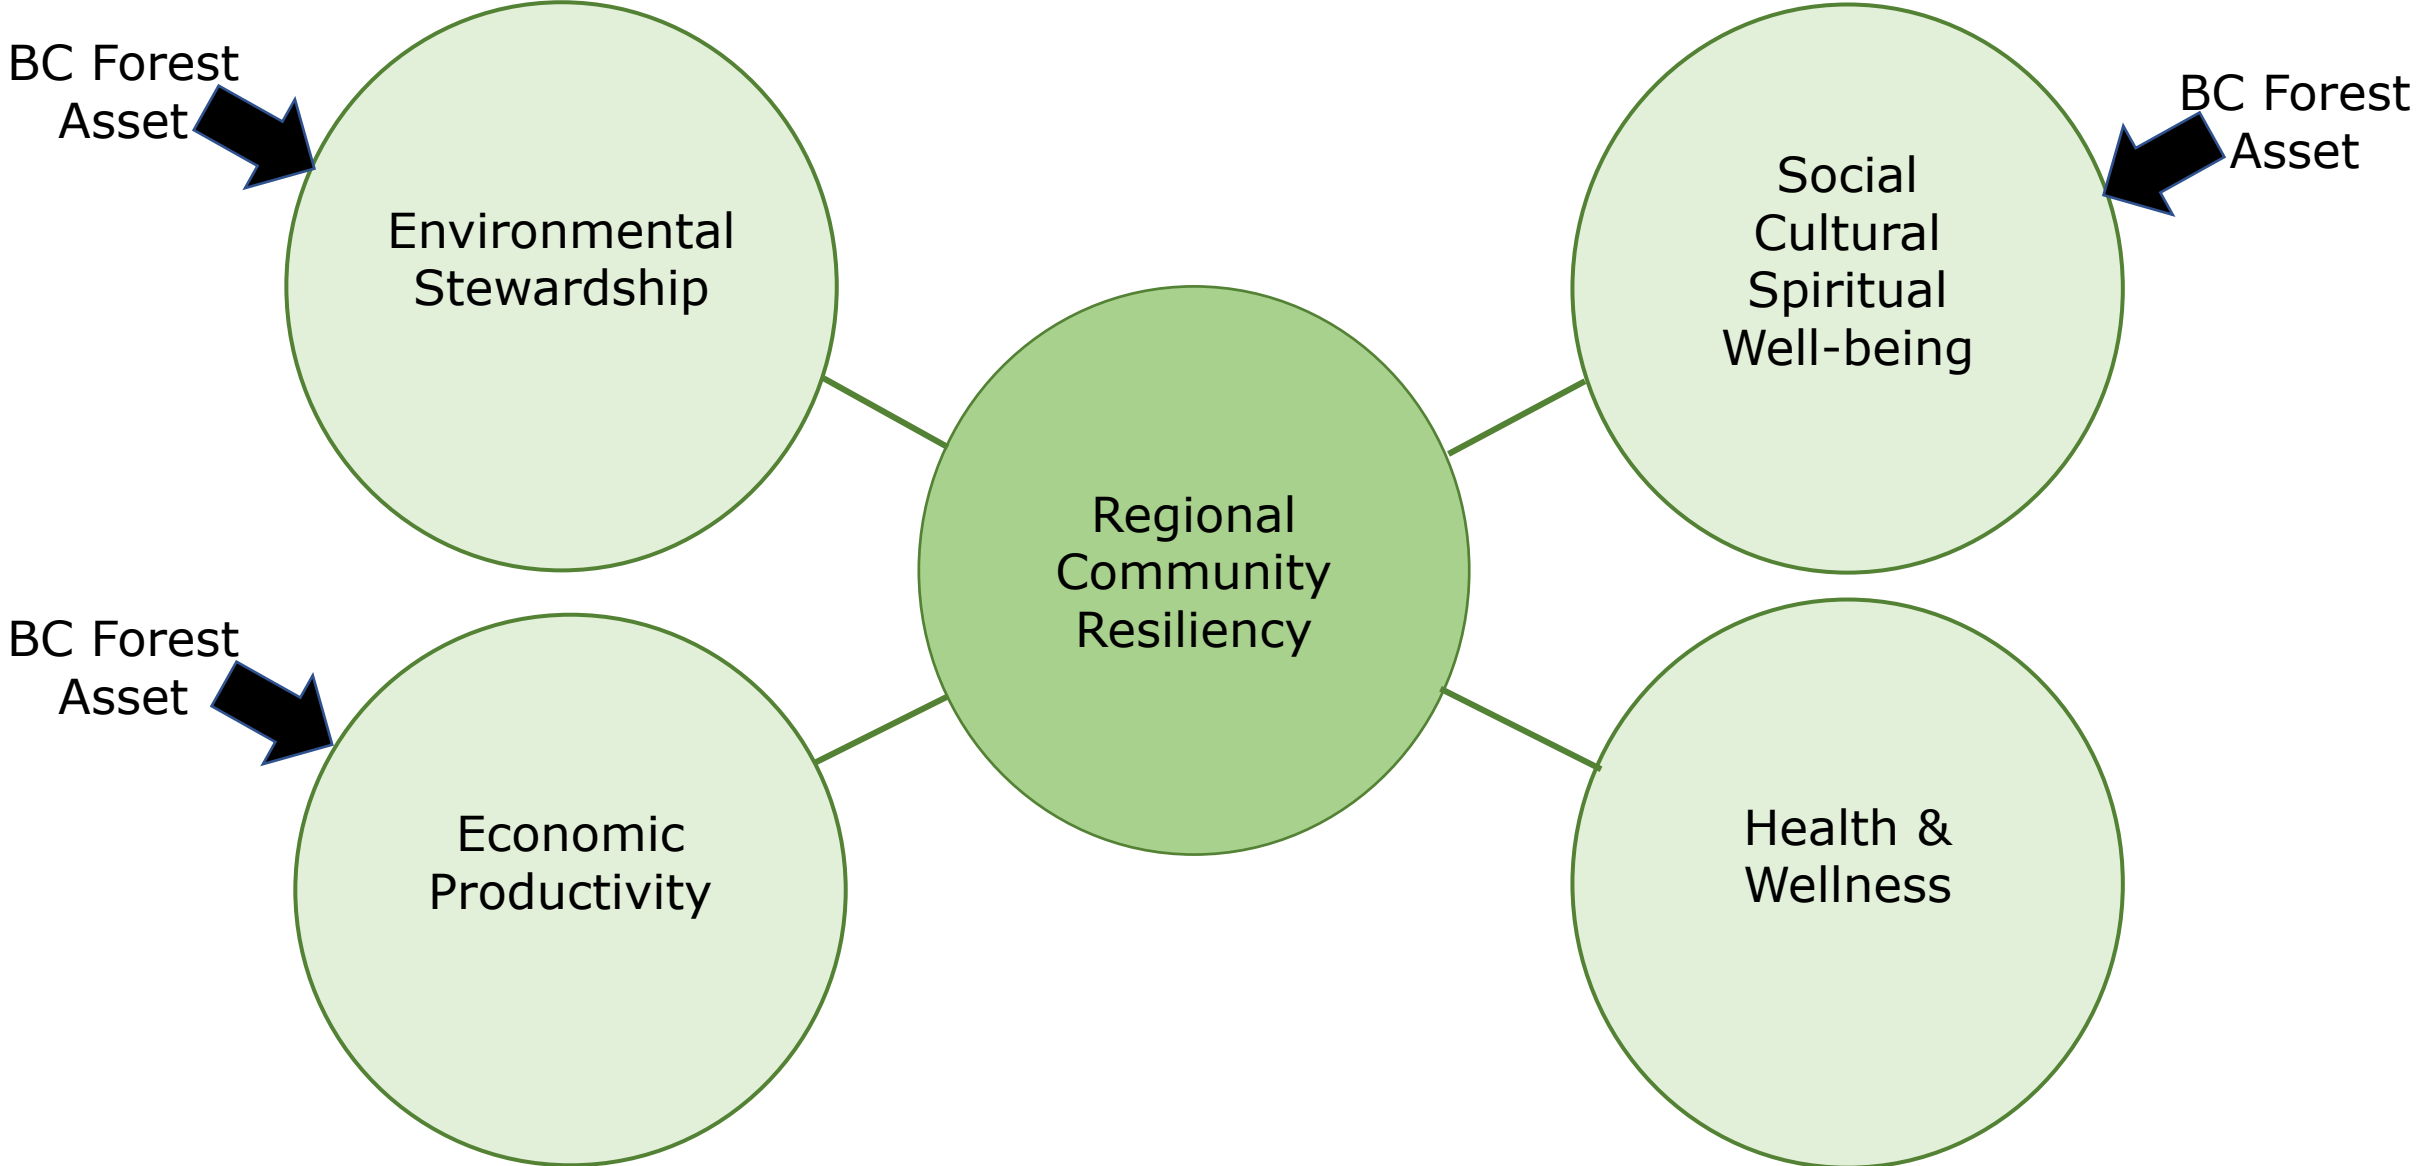 BC Forest
Asset
Environmental
Stewardship
BC Forest
Asset
Social
Cultural
Spiritual
Well-being
Regional
Community
Resiliency
BC Forest
Asset
Economic
Productivity
Health &
Wellness